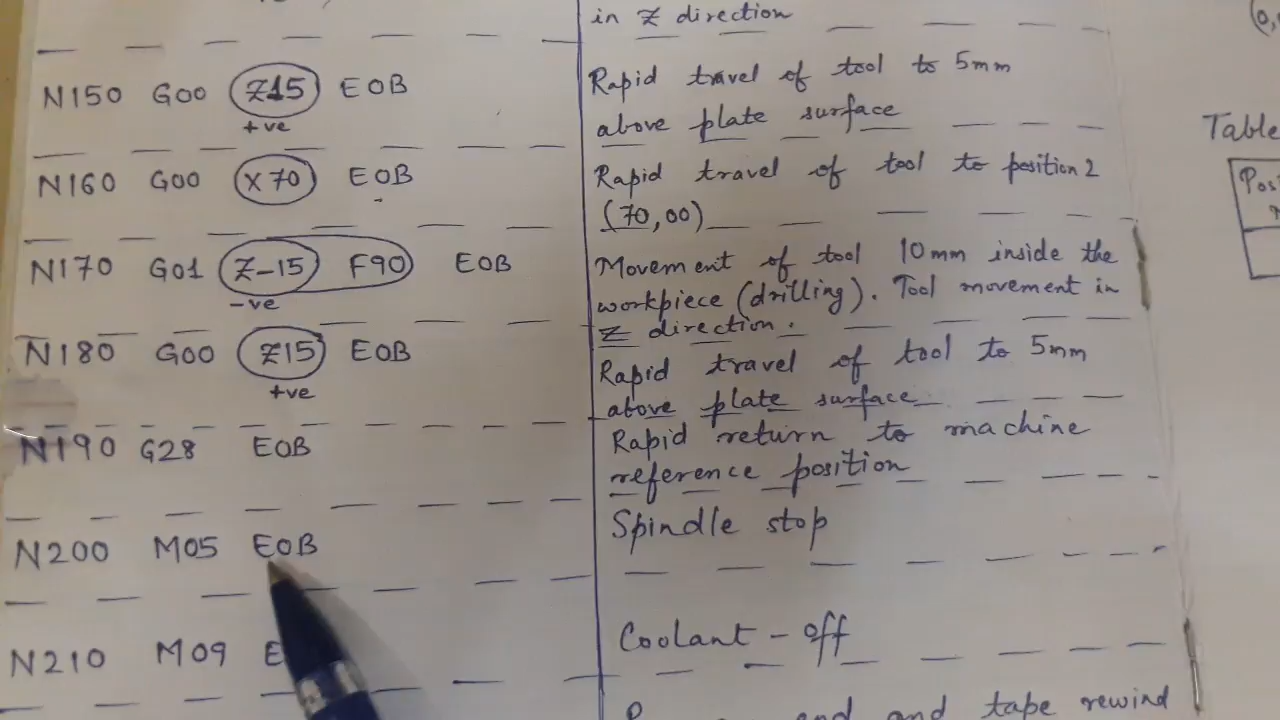 in Z direction
(0,
N150 G00 Z15 EOB
+ve
Rapid travel of tool to 5mm
above plate surface
Table
N160 G00 X70 EOB
Rapid travel of tool to position 2
(70,00)
Pos
N170 G01 Z-15 F90 EOB
-ve
Movement of tool 10mm inside the
workpiece (drilling). Tool movement in
Z direction.
N180 G00 Z15 EOB
+ve
Rapid travel of tool to 5mm
above plate surface
N190 G28 EOB
Rapid return to machine
reference position
N200 M05 EOB
Spindle stop
N210 M09 E
Coolant - off
end and tape rewind